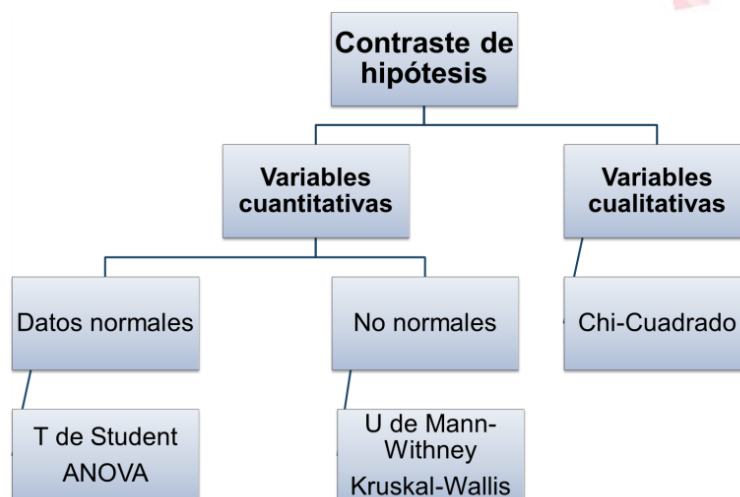 Contraste de
hipótesis
Variables
cuantitativas
Variables
cualitativas
Datos normales
No normales
Chi-Cuadrado
T de Student
ANOVA
U de Mann-
Withney
Kruskal-Wallis